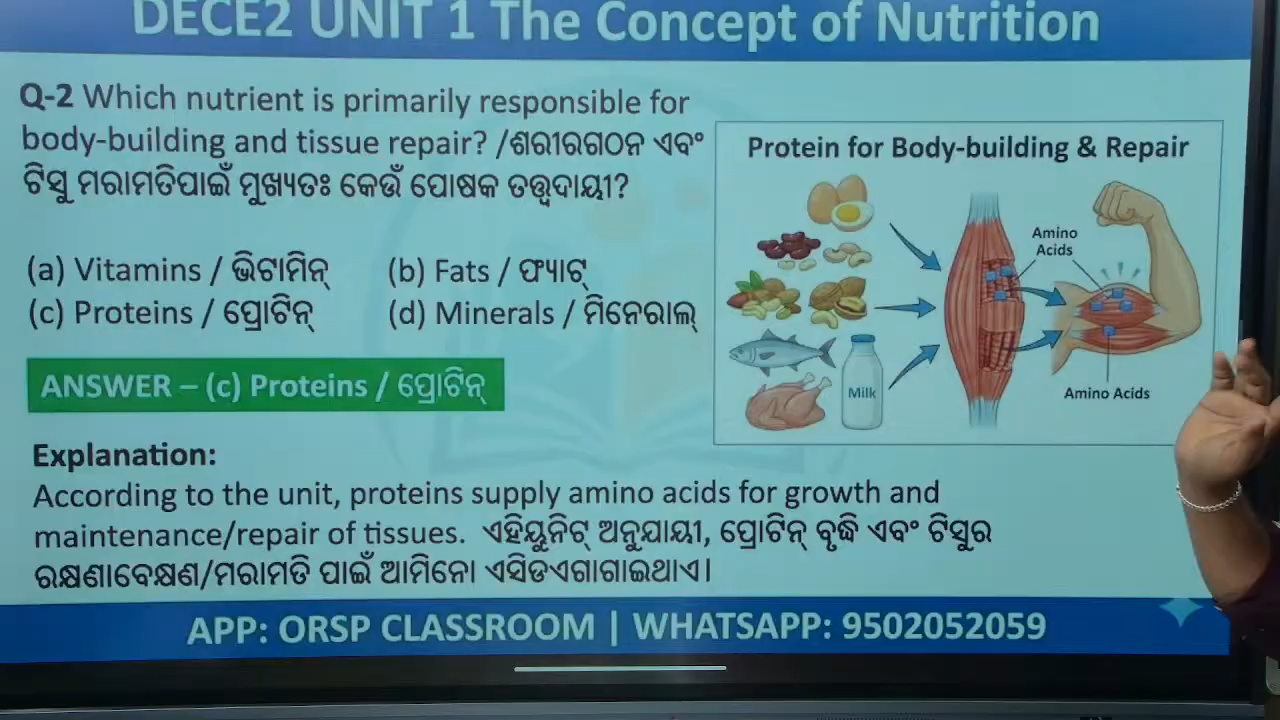 DECE2 UNIT 1 The Concept of Nutrition
Q-2 Which nutrient is primarily responsible for
body-building and tissue repair? /ଶରୀରଗଠନ ଏବଂ
ଟିସୁ ମରାମତିପାଇଁ ମୁଖ୍ୟତଃ କେଉଁ ପୋଷକ ତତ୍ତ୍ୱଦାୟୀ?
(a) Vitamins / ଭିଟାମିନ୍ (b) Fats / ଫ୍ୟାଟ୍
(c) Proteins / ପ୍ରୋଟିନ୍ (d) Minerals / ମିନେରାଲ୍
ANSWER – (c) Proteins / ପ୍ରୋଟିନ୍
Explanation:
According to the unit, proteins supply amino acids for growth and
maintenance/repair of tissues. ଏହିୟୁନିଟ୍ ଅନୁଯାୟୀ, ପ୍ରୋଟିନ୍ ବୃଦ୍ଧି ଏବଂ ଟିସୁର
ରକ୍ଷଣାବେକ୍ଷଣ/ମରାମତି ପାଇଁ ଆମିନୋ ଏସିଡଏଗାଗାଇଥାଏ।
Protein for Body-building & Repair
Amino
Acids
Milk
Amino Acids
APP: ORSP CLASSROOM | WHATSAPP: 9502052059